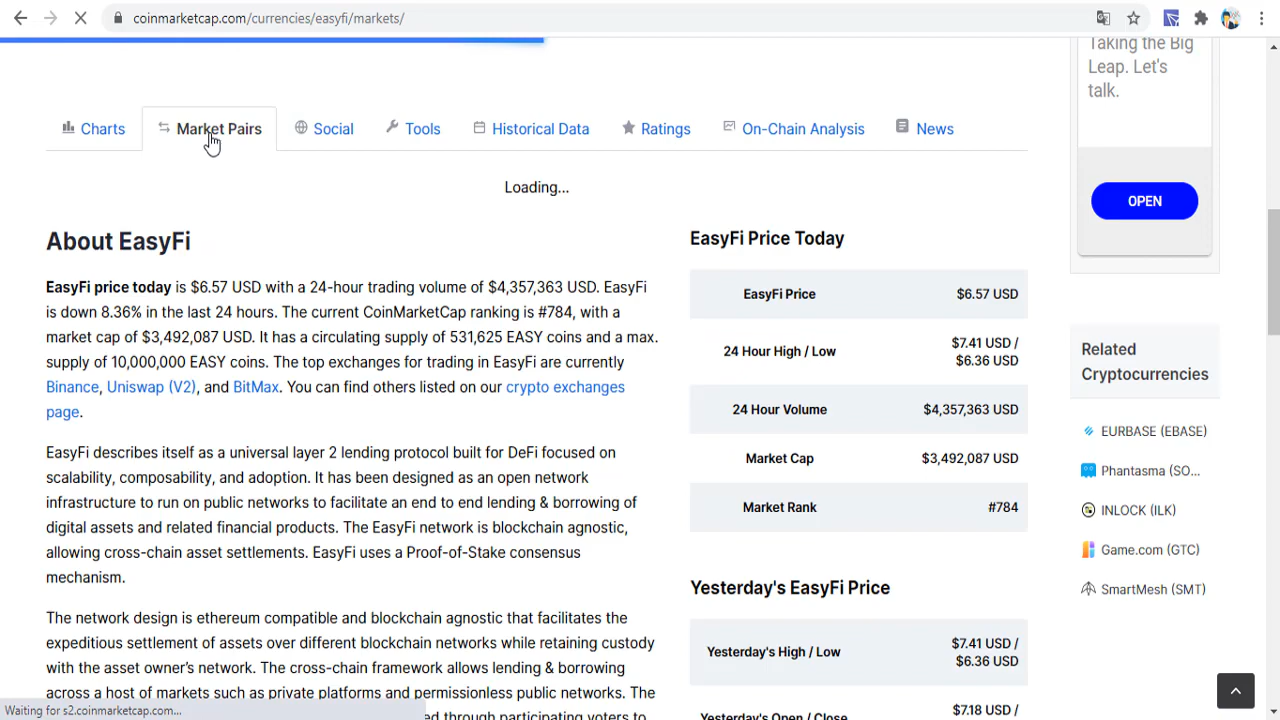 coinmarketcap.com/currencies/easyfi/markets/
Taking the Big
Leap. Let's
talk.
OPEN
Charts
Market Pairs
Social
Tools
Historical Data
Ratings
On-Chain Analysis
News
Loading...
About EasyFi
EasyFi price today is $6.57 USD with a 24-hour trading volume of $4,357,363 USD. EasyFi
is down 8.36% in the last 24 hours. The current CoinMarketCap ranking is #784, with a
market cap of $3,492,087 USD. It has a circulating supply of 531,625 EASY coins and a max.
supply of 10,000,000 EASY coins. The top exchanges for trading in EasyFi are currently
Binance, Uniswap (V2), and BitMax. You can find others listed on our crypto exchanges
page.
EasyFi describes itself as a universal layer 2 lending protocol built for DeFi focused on
scalability, composability, and adoption. It has been designed as an open network
infrastructure to run on public networks to facilitate an end to end lending & borrowing of
digital assets and related financial products. The EasyFi network is blockchain agnostic,
allowing cross-chain asset settlements. EasyFi uses a Proof-of-Stake consensus
mechanism.
The network design is ethereum compatible and blockchain agnostic that facilitates the
expeditious settlement of assets over different blockchain networks while retaining custody
with the asset owner's network. The cross-chain framework allows lending & borrowing
across a host of markets such as private platforms and permissionless public networks. The
ed through participating voters to
Waiting for s2.coinmarketcap.com...
EasyFi Price Today
EasyFi Price $6.57 USD
24 Hour High / Low $7.41 USD /
$6.36 USD
24 Hour Volume $4,357,363 USD
Market Cap $3,492,087 USD
Market Rank #784
Yesterday's EasyFi Price
Yesterday's High / Low $7.41 USD /
$6.36 USD
Yesterday's Open / Close $7.18 USD /
Related
Cryptocurrencies
EURBASE (EBASE)
Phantasma (SO...
INLOCK (ILK)
Game.com (GTC)
SmartMesh (SMT)